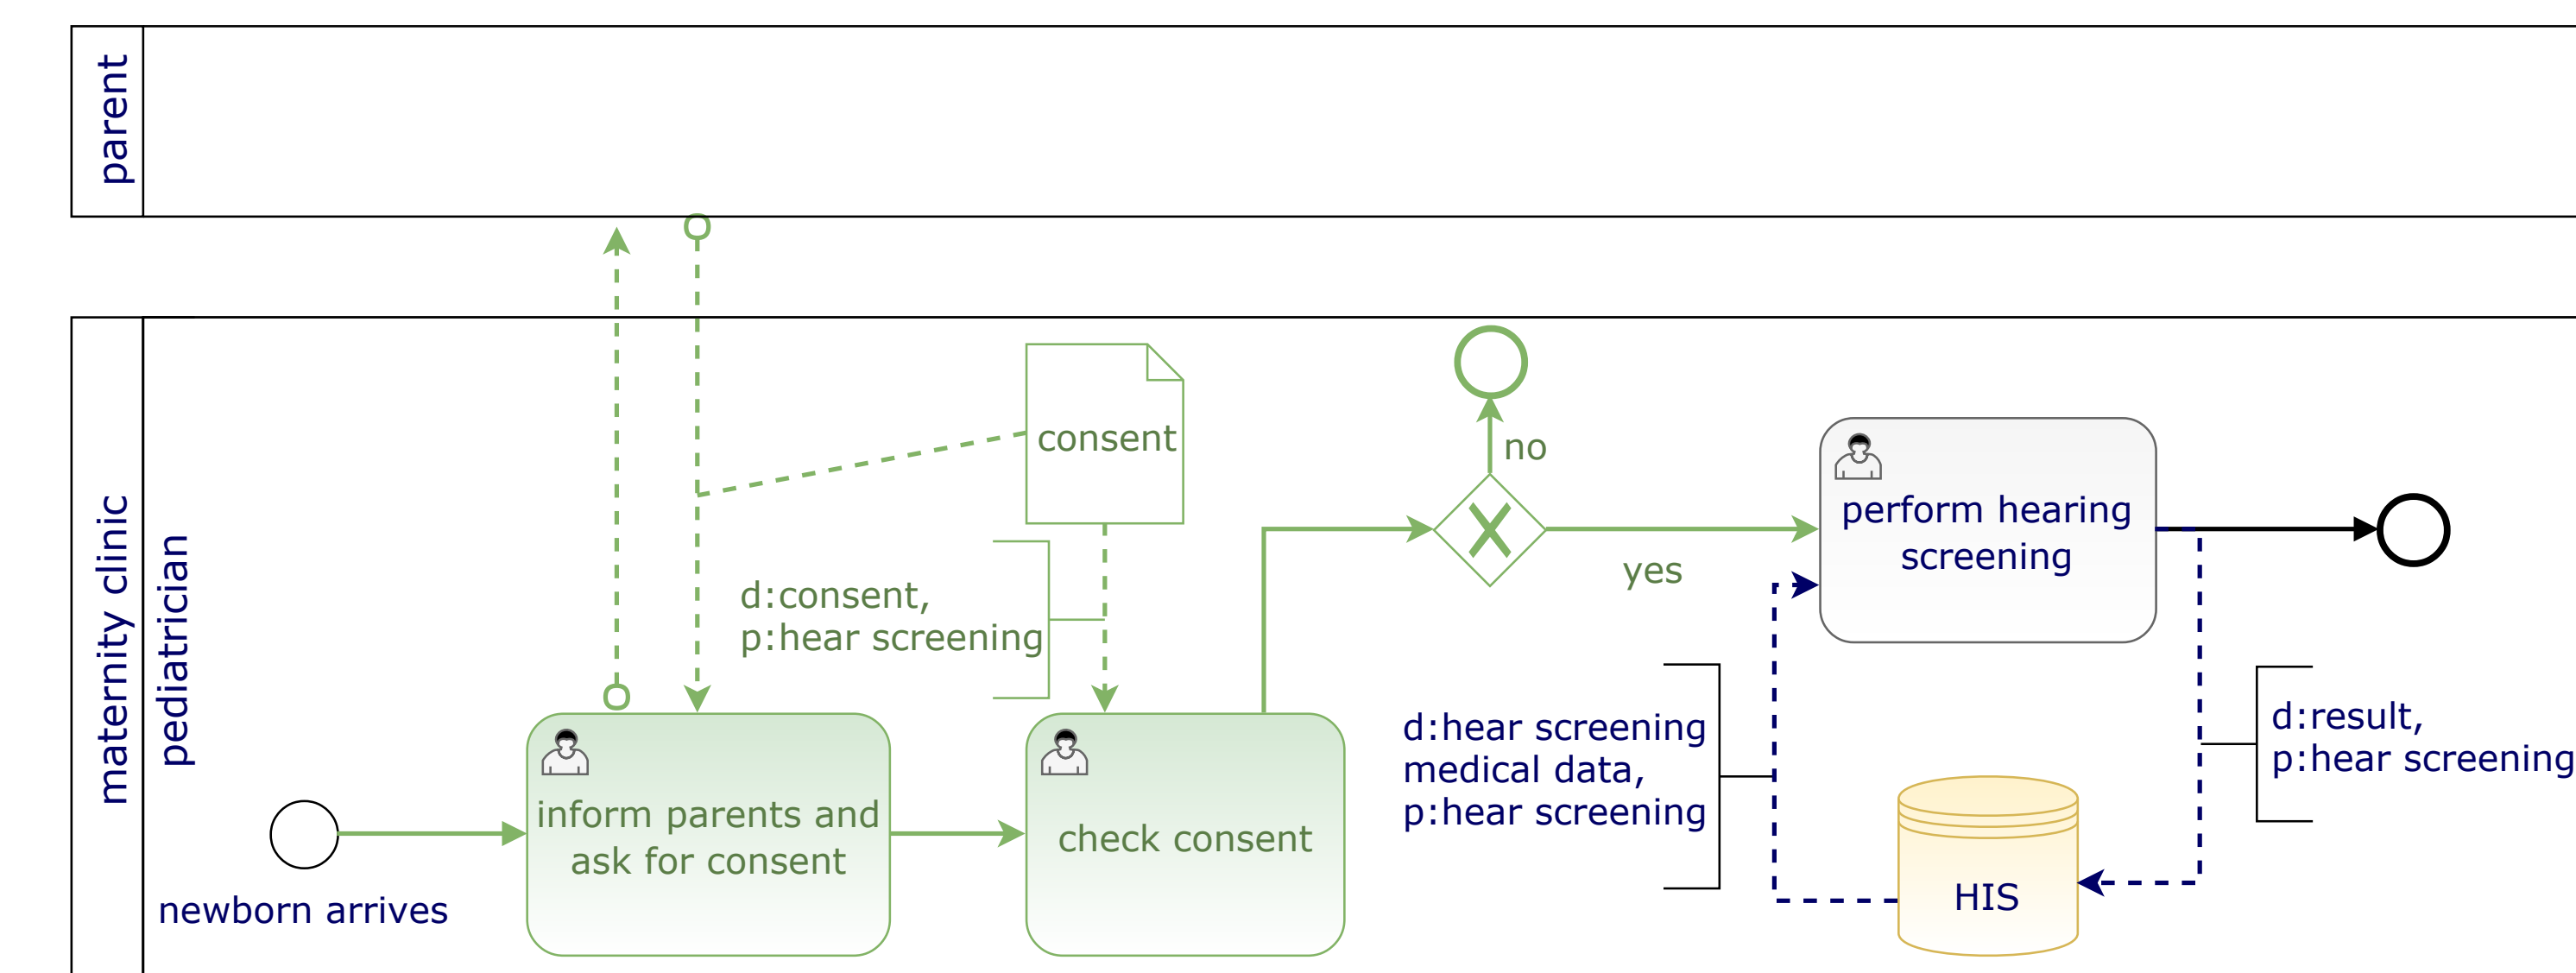 parent
maternity clinic
pediatrician
newborn arrives
inform parents and
ask for consent
d:consent,
p:hear screening
consent
check consent
no
yes
perform hearing
screening
d:hear screening
medical data,
p:hear screening
HIS
d:result,
p:hear screening